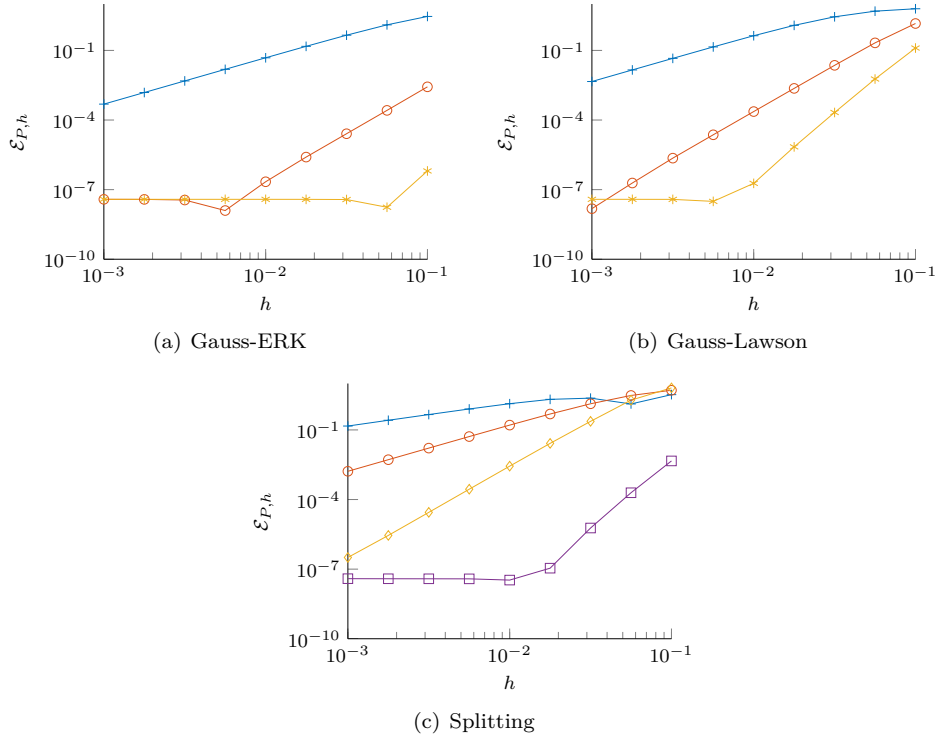 10^{-1}
10^{-4}
10^{-7}
10^{-10}
\mathcal{E}_{P,h}
10^{-3} 10^{-2} 10^{-1}
h
(a) Gauss-ERK
10^{-1}
10^{-4}
10^{-7}
10^{-10}
\mathcal{E}_{P,h}
10^{-3} 10^{-2} 10^{-1}
h
(b) Gauss-Lawson
10^{-1}
10^{-4}
10^{-7}
10^{-10}
\mathcal{E}_{P,h}
10^{-3} 10^{-2} 10^{-1}
h
(c) Splitting